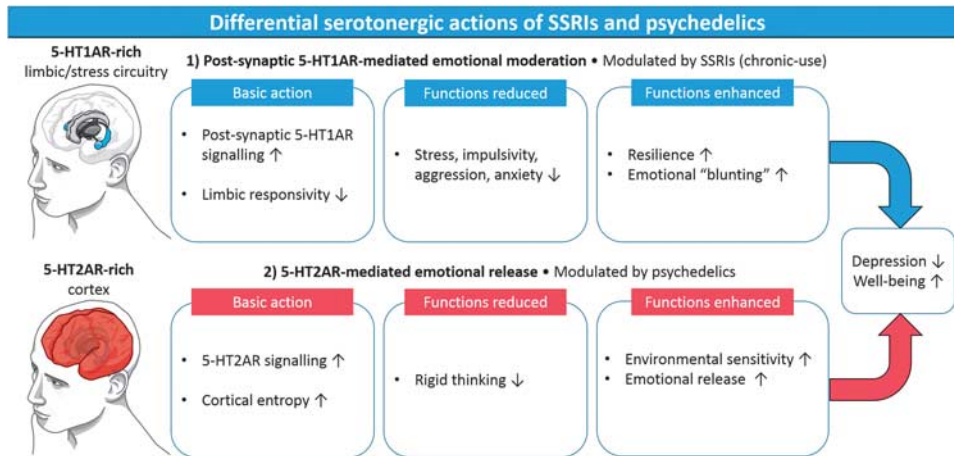 Differential serotonergic actions of SSRIs and psychedelics
5-HT1AR-rich
limbic/stress circuitry
1) Post-synaptic 5-HT1AR-mediated emotional moderation • Modulated by SSRIs (chronic-use)
Basic action
• Post-synaptic 5-HT1AR
signalling ↑
• Limbic responsivity ↓
Functions reduced
• Stress, impulsivity,
aggression, anxiety ↓
Functions enhanced
• Resilience ↑
• Emotional “blunting” ↑
Depression ↓
Well-being ↑
5-HT2AR-rich
cortex
2) 5-HT2AR-mediated emotional release • Modulated by psychedelics
Basic action
• 5-HT2AR signalling ↑
• Cortical entropy ↑
Functions reduced
• Rigid thinking ↓
Functions enhanced
• Environmental sensitivity ↑
• Emotional release ↑